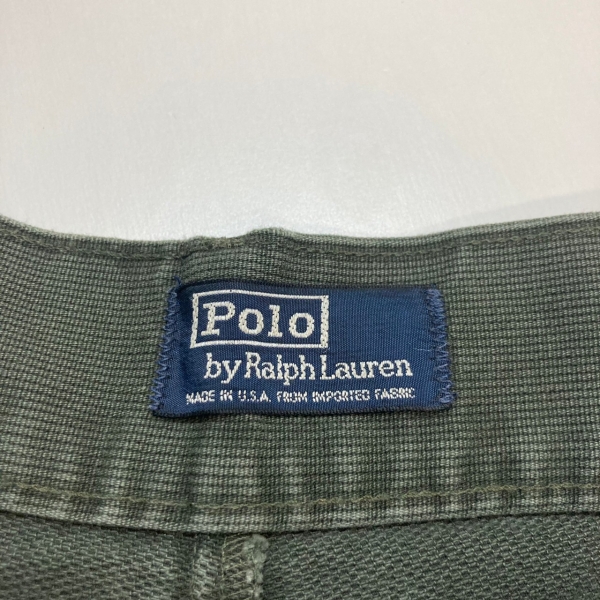 Polo
by Ralph Lauren
MADE IN U.S.A. FROM IMPORTED FABRIC